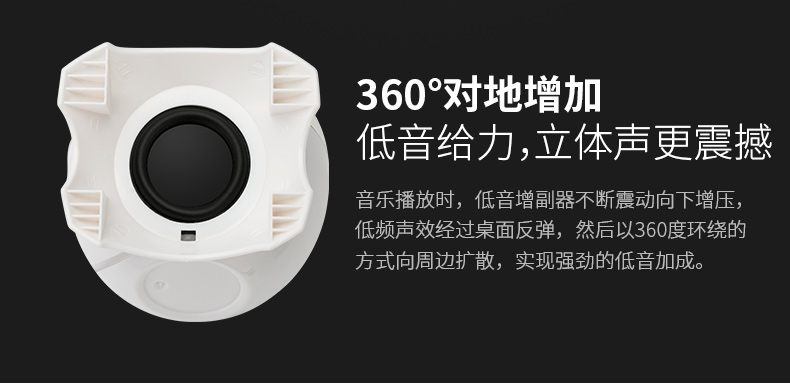 360°对地增加
低音给力，立体声更震撼
音乐播放时，低音增副器不断震动向下增压，
低频声效经过桌面反弹，然后以360度环绕的
方式向周边扩散，实现强劲的低音加成。